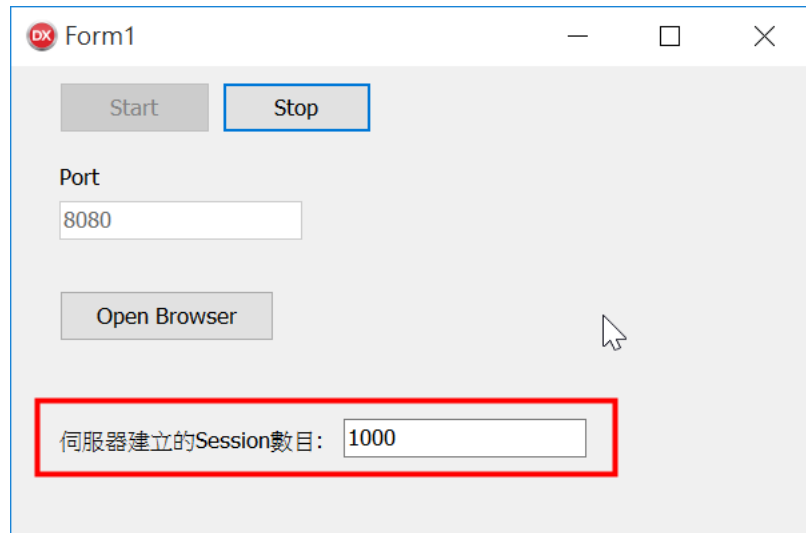 DX Form1
Start Stop
Port
8080
Open Browser
伺服器建立的Session數目: 1000